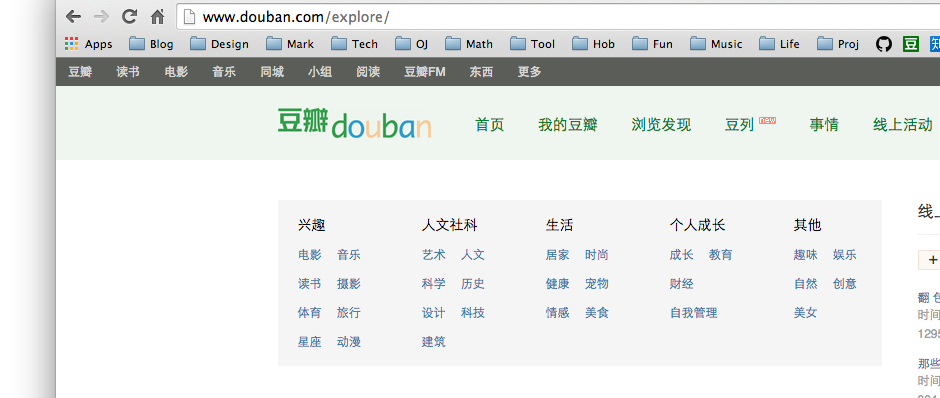 www.douban.com/explore/
Apps Blog Design Mark Tech OJ Math Tool Hob Fun Music Life Proj 豆 知
豆瓣 读书 电影 音乐 同城 小组 阅读 豆瓣FM 东西 更多
豆瓣douban 首页 我的豆瓣 浏览发现 豆列 new 事情 线上活动
兴趣 人文社科 生活 个人成长 其他
电影 音乐 艺术 人文 居家 时尚 成长 教育 趣味 娱乐
读书 摄影 科学 历史 健康 宠物 财经 自然 创意
体育 旅行 设计 科技 情感 美食 自我管理 美女
星座 动漫 建筑
+
翻
时间
1295
那些
时间